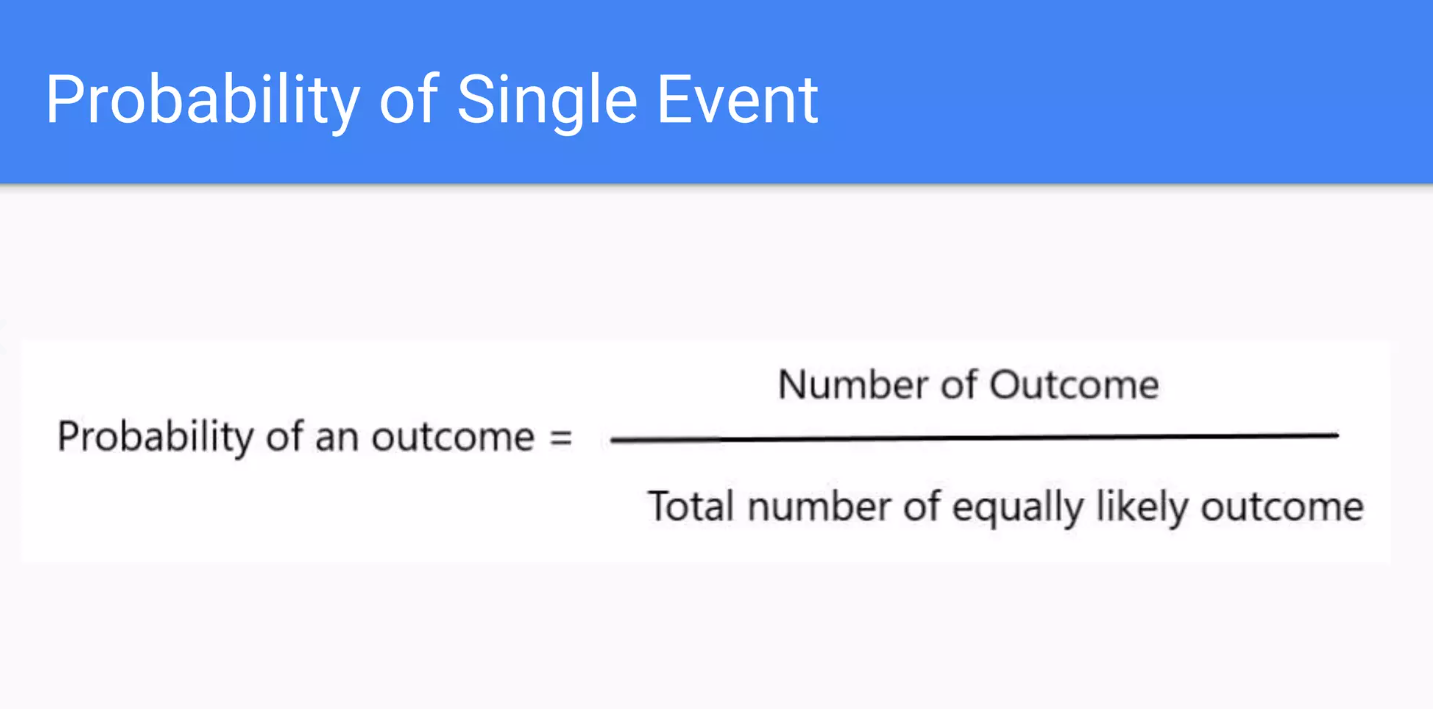 Probability of Single Event
Number of Outcome
Probability of an outcome =
Total number of equally likely outcome